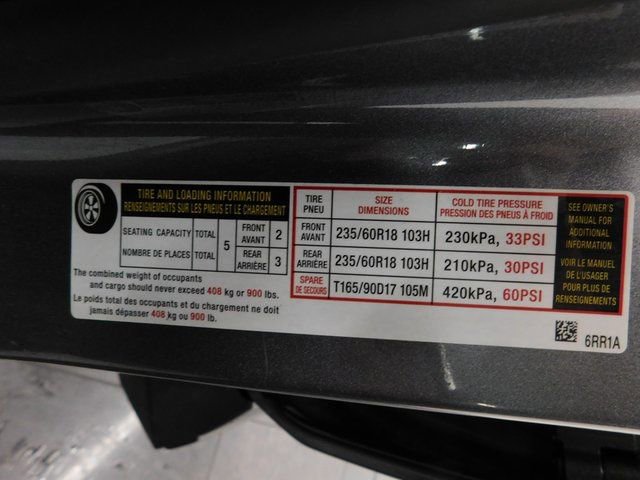 TIRE AND LOADING INFORMATION
RENSEIGNEMENTS SUR LES PNEUS ET LE CHARGEMENT
SEATING CAPACITY TOTAL 5 FRONT AVANT 2
NOMBRE DE PLACES TOTAL REAR ARRIÈRE 3
The combined weight of occupants
and cargo should never exceed 408 kg or 900 lbs.
Le poids total des occupants et du chargement ne doit
jamais dépasser 408 kg ou 900 lb.
TIRE PNEU SIZE DIMENSIONS COLD TIRE PRESSURE PRESSION DES PNEUS À FROID
FRONT AVANT 235/60R18 103H 230kPa, 33PSI
REAR ARRIÈRE 235/60R18 103H 210kPa, 30PSI
SPARE DE SECOURS T165/90D17 105M 420kPa, 60PSI
SEE OWNER'S
MANUAL FOR
ADDITIONAL
INFORMATION
VOIR LE MANUEL
DE L'USAGER
POUR PLUS DE
RENSEIGNEMENTS
6RR1A